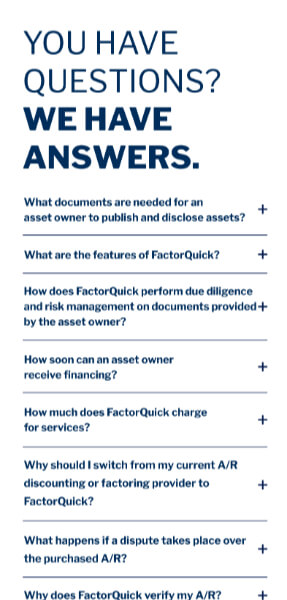 YOU HAVE
QUESTIONS?
WE HAVE
ANSWERS.
What documents are needed for an
asset owner to publish and disclose assets? +
What are the features of FactorQuick? +
How does FactorQuick perform due diligence
and risk management on documents provided +
by the asset owner?
How soon can an asset owner
receive financing? +
How much does FactorQuick charge
for services? +
Why should I switch from my current A/R
discounting or factoring provider to +
FactorQuick?
What happens if a dispute takes place over
the purchased A/R? +
Why does FactorQuick verify my A/R? +